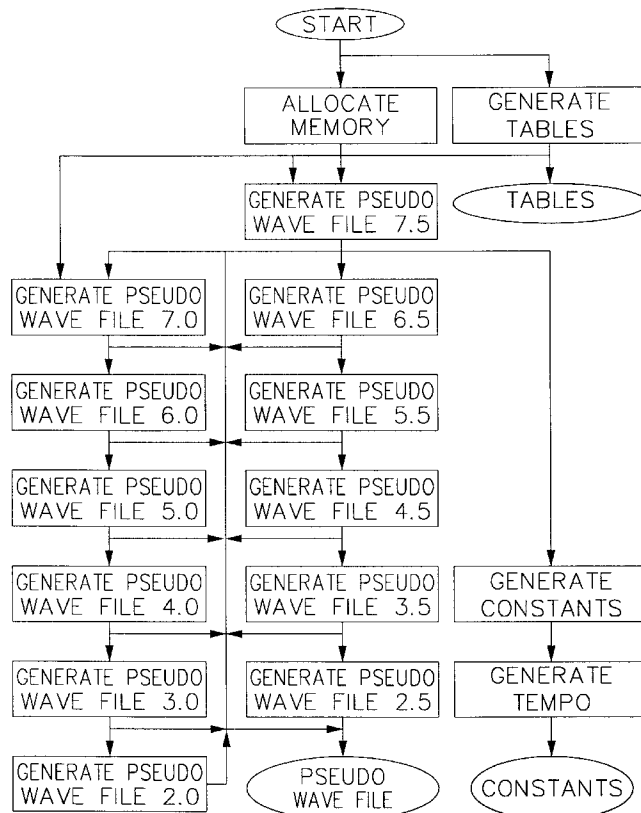 START
ALLOCATE
MEMORY
GENERATE
TABLES
GENERATE PSEUDO
WAVE FILE 7.5
TABLES
GENERATE PSEUDO
WAVE FILE 7.0
GENERATE PSEUDO
WAVE FILE 6.5
GENERATE PSEUDO
WAVE FILE 6.0
GENERATE PSEUDO
WAVE FILE 5.5
GENERATE PSEUDO
WAVE FILE 5.0
GENERATE PSEUDO
WAVE FILE 4.5
GENERATE PSEUDO
WAVE FILE 4.0
GENERATE PSEUDO
WAVE FILE 3.5
GENERATE
CONSTANTS
GENERATE PSEUDO
WAVE FILE 3.0
GENERATE PSEUDO
WAVE FILE 2.5
GENERATE
TEMPO
GENERATE PSEUDO
WAVE FILE 2.0
PSEUDO
WAVE FILE
CONSTANTS